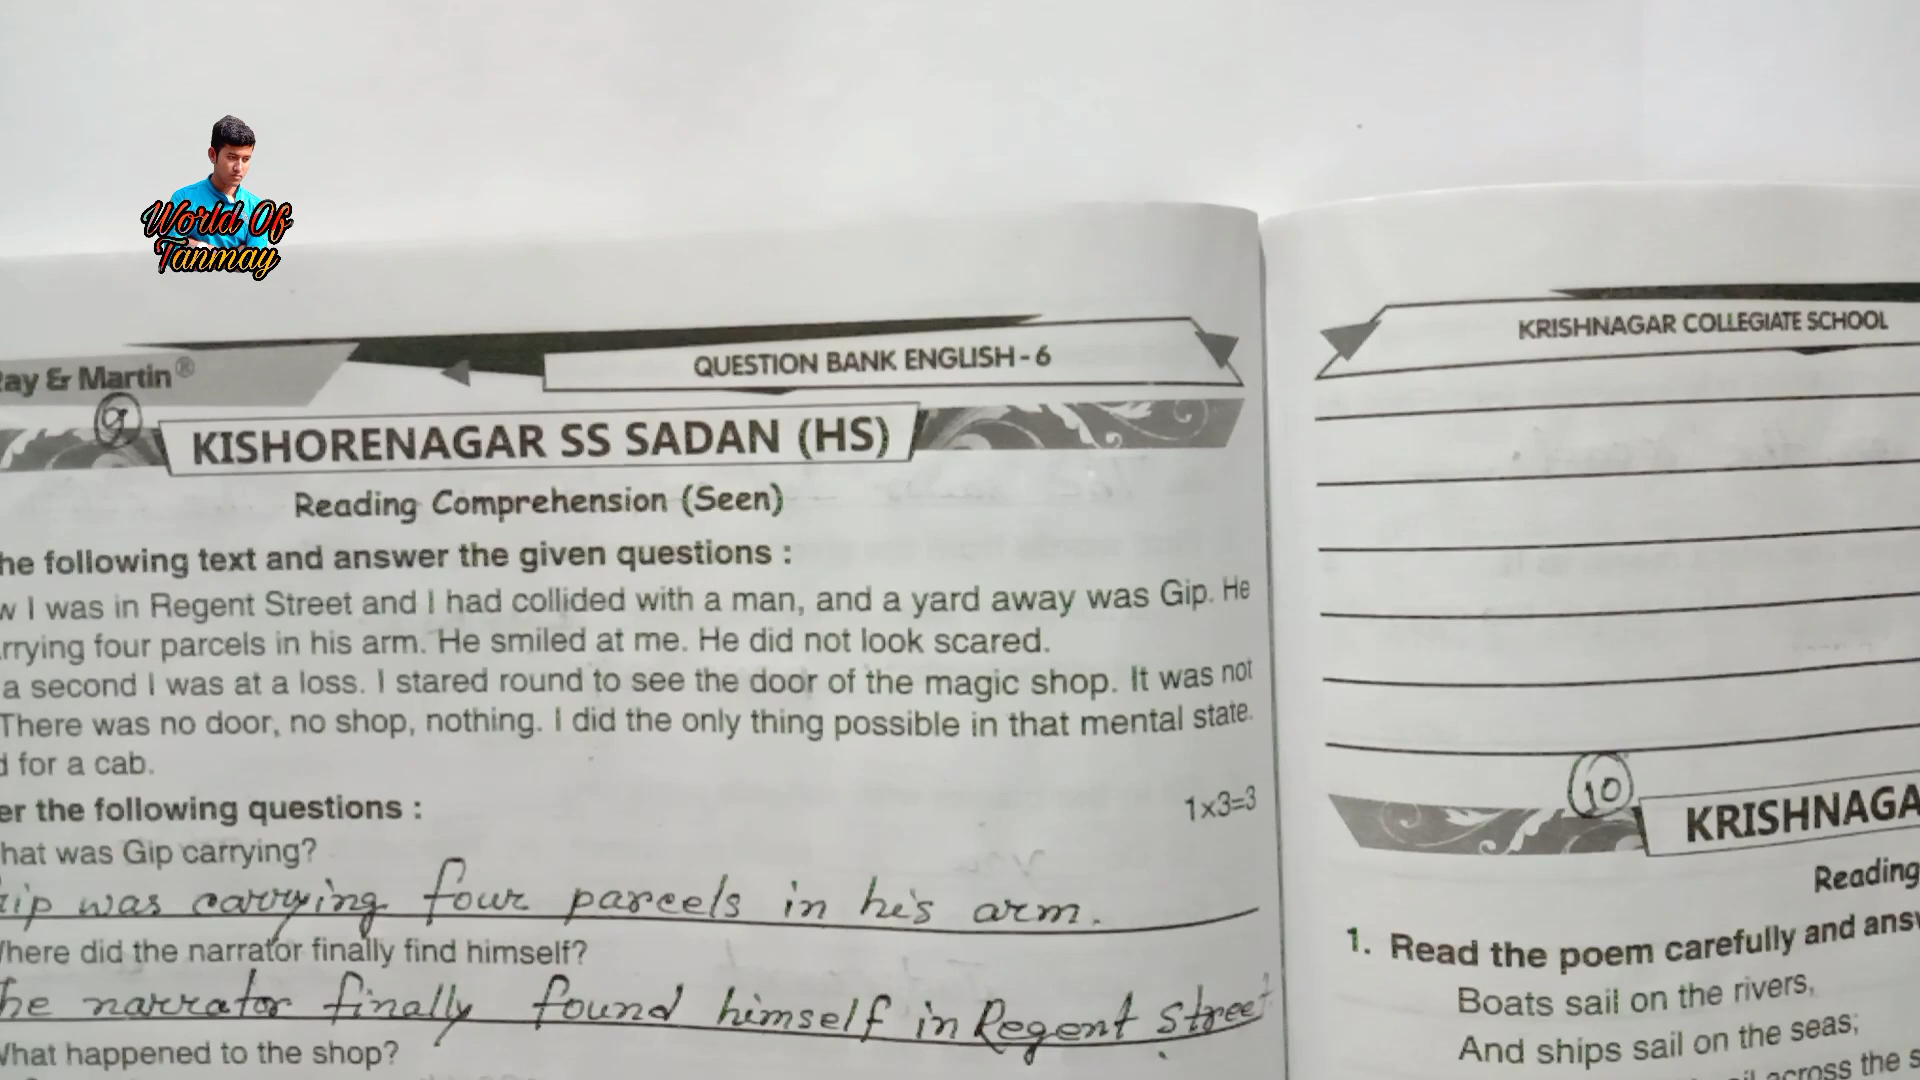 World Of
Tanmay
Ray & Martin®
QUESTION BANK ENGLISH - 6
9
KISHORENAGAR SS SADAN (HS)
Reading Comprehension (Seen)
he following text and answer the given questions :
w I was in Regent Street and I had collided with a man, and a yard away was Gip. He
rrying four parcels in his arm. He smiled at me. He did not look scared.
a second I was at a loss. I stared round to see the door of the magic shop. It was not
There was no door, no shop, nothing. I did the only thing possible in that mental state.
d for a cab.
er the following questions : 1×3=3
hat was Gip carrying?
Gip was carrying four parcels in his arm.
Where did the narrator finally find himself?
he narrator finally found himself in Regent Street
What happened to the shop?
KRISHNAGAR COLLEGIATE SCHOOL
10
KRISHNAGA
Reading
1. Read the poem carefully and ans
Boats sail on the rivers,
And ships sail on the seas;
across the s